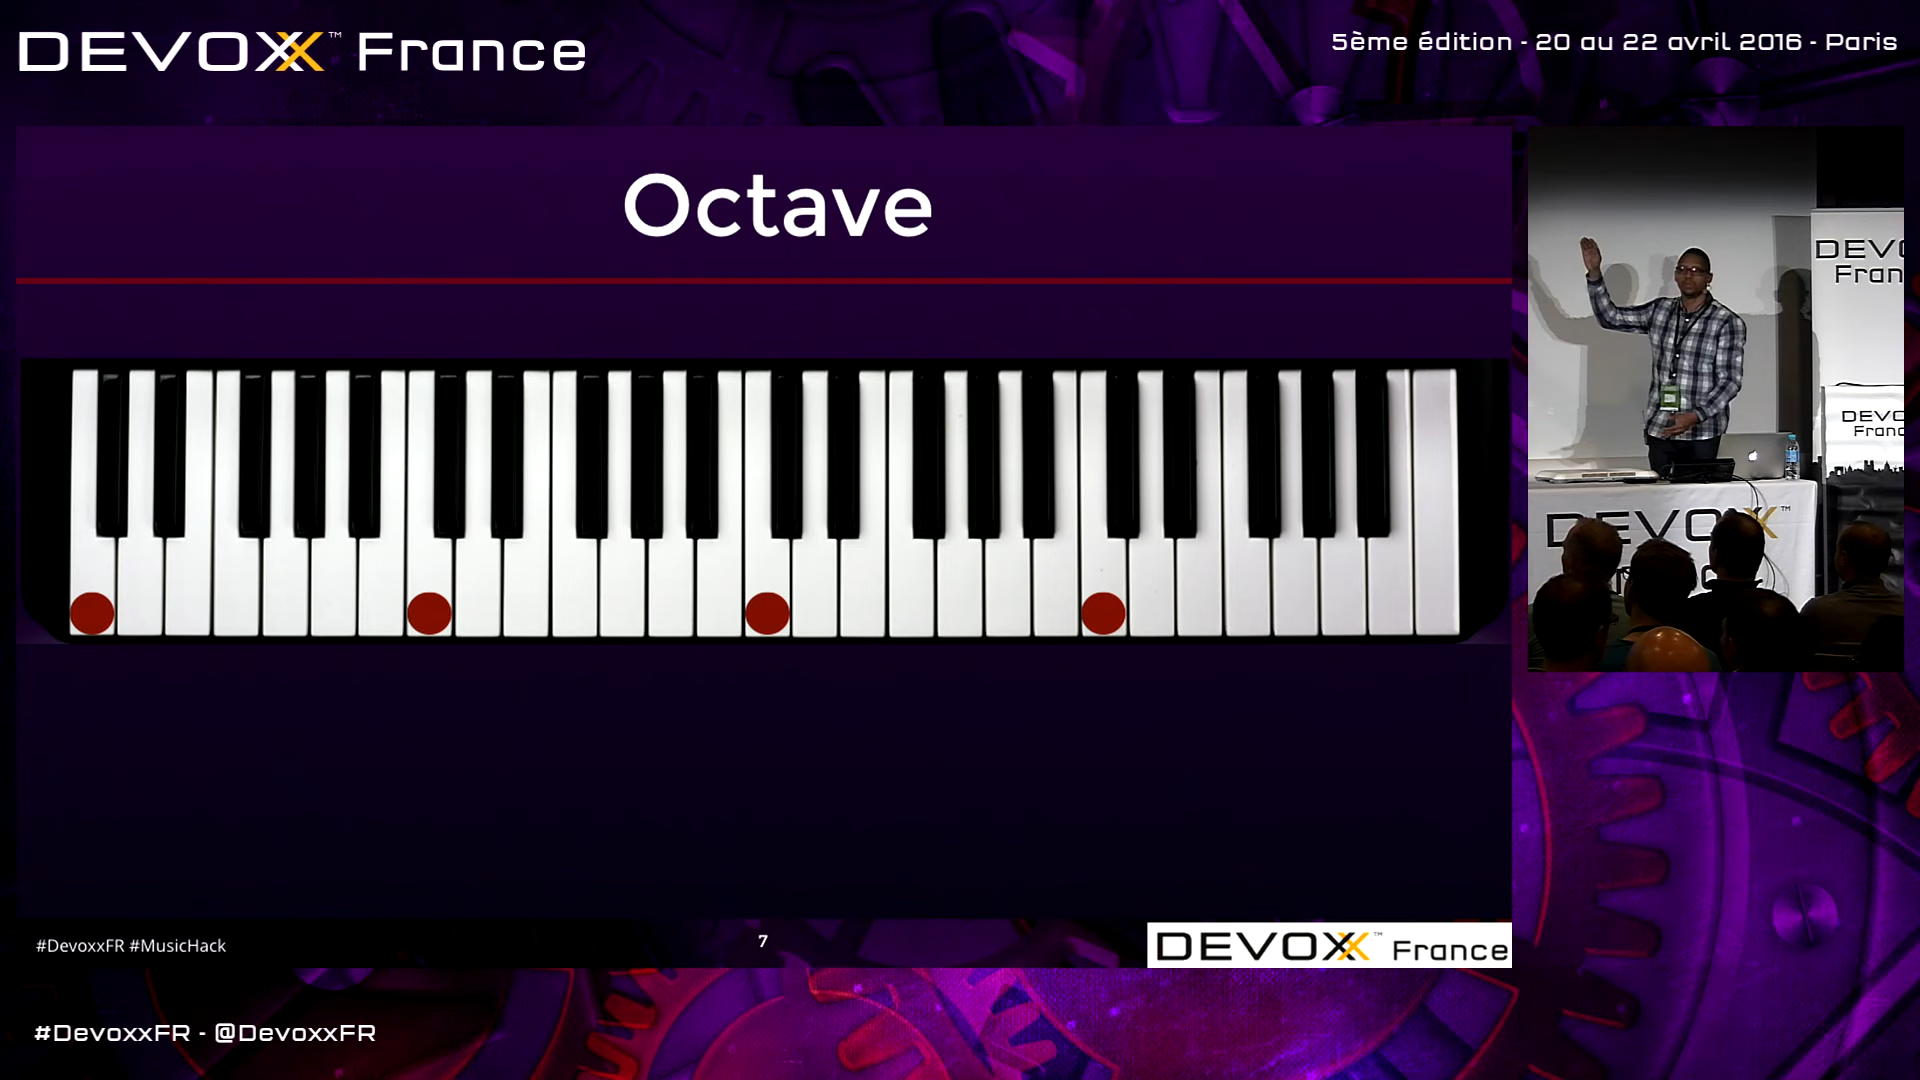 DEVOXX™ France
5ème édition - 20 au 22 avril 2016 - Paris
Octave
DEVO
Fran
DEVO
Franc
DEVOXX™
#DevoxxFR #MusicHack
7
DEVOXX™ France
#DevoxxFR - @DevoxxFR